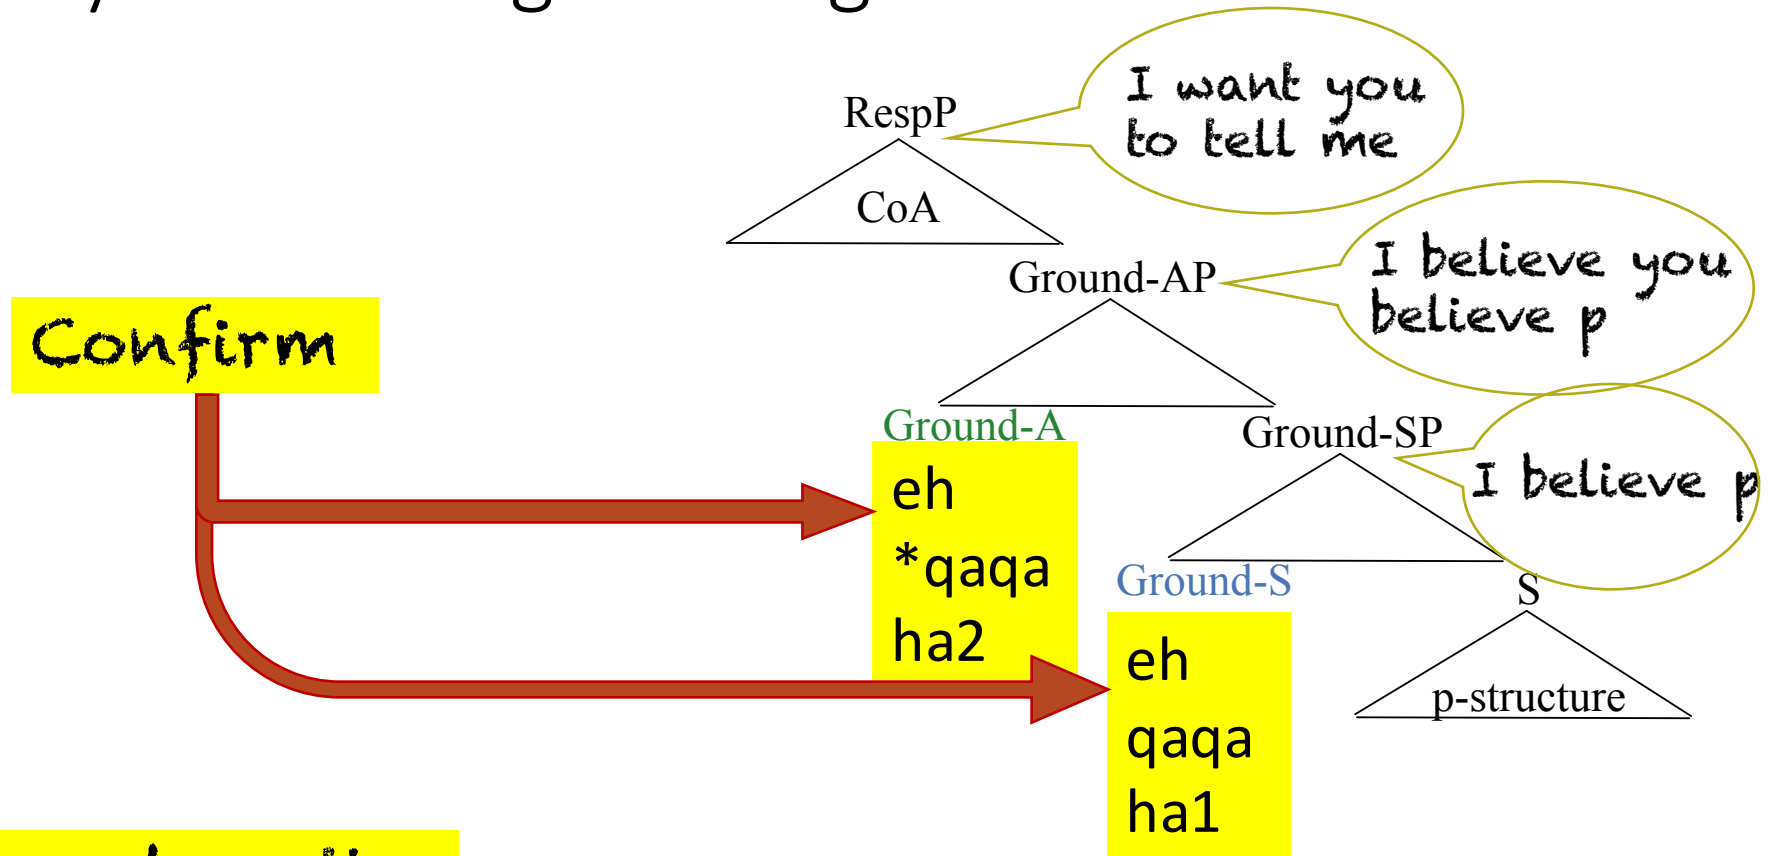 I want you
to tell me
RespP
CoA
I believe you
believe p
Ground-AP
Confirm
Ground-A
eh
*qaqa
ha2
Ground-SP
I believe p
Ground-S
eh
qaqa
ha1
S
p-structure